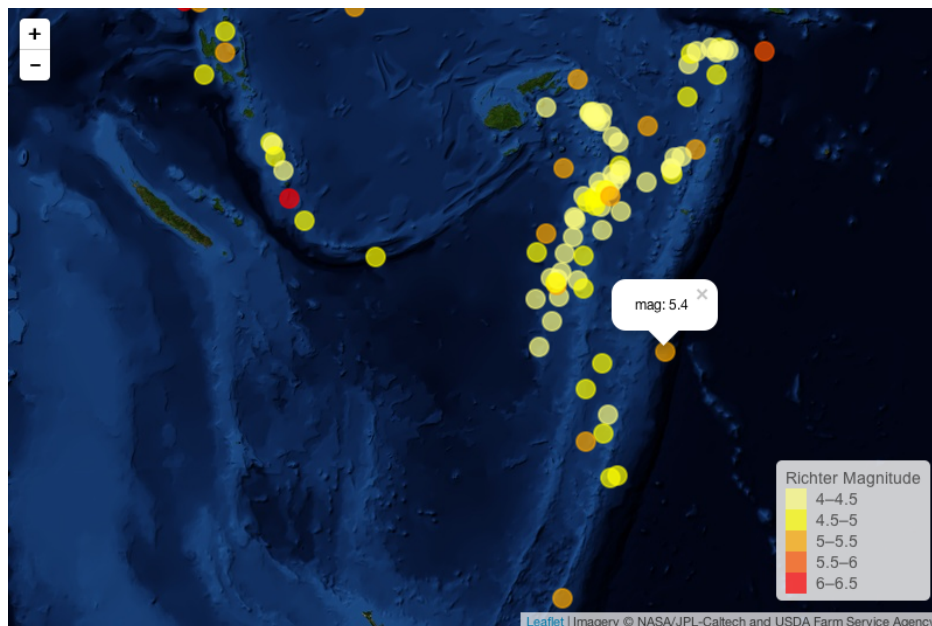 +
−
mag: 5.4 ×
Richter Magnitude
4–4.5
4.5–5
5–5.5
5.5–6
6–6.5
Leaflet | Imagery © NASA/JPL-Caltech and USDA Farm Service Agency